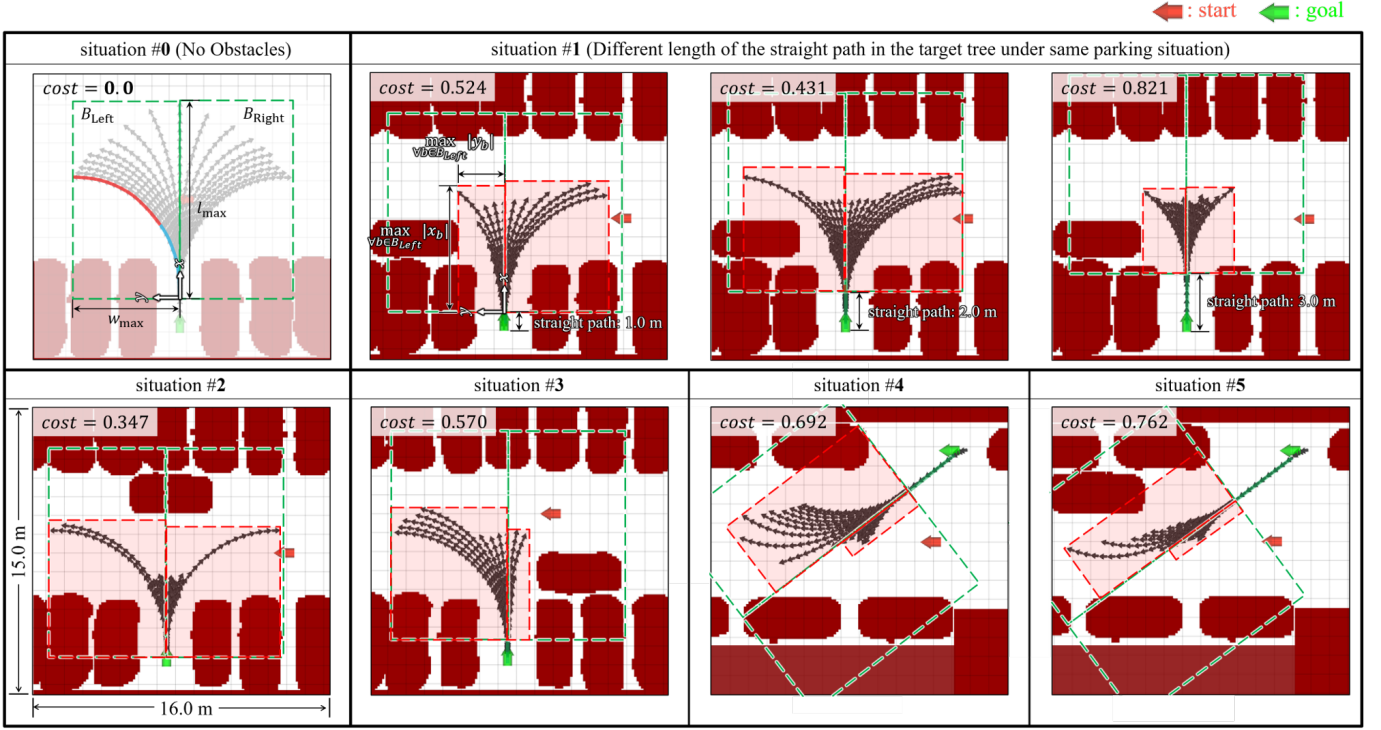 : start : goal
situation #0 (No Obstacles)
situation #1 (Different length of the straight path in the target tree under same parking situation)
cost = 0.0
B_Left
B_Right
l_max
x
y
w_max
cost = 0.524
max |y_b|
∀b∈B_Left
max |x_b|
∀b∈B_Left
x
y
straight path: 1.0 m
cost = 0.431
straight path: 2.0 m
cost = 0.821
straight path: 3.0 m
situation #2
situation #3
situation #4
situation #5
cost = 0.347
15.0 m
16.0 m
cost = 0.570
cost = 0.692
cost = 0.762